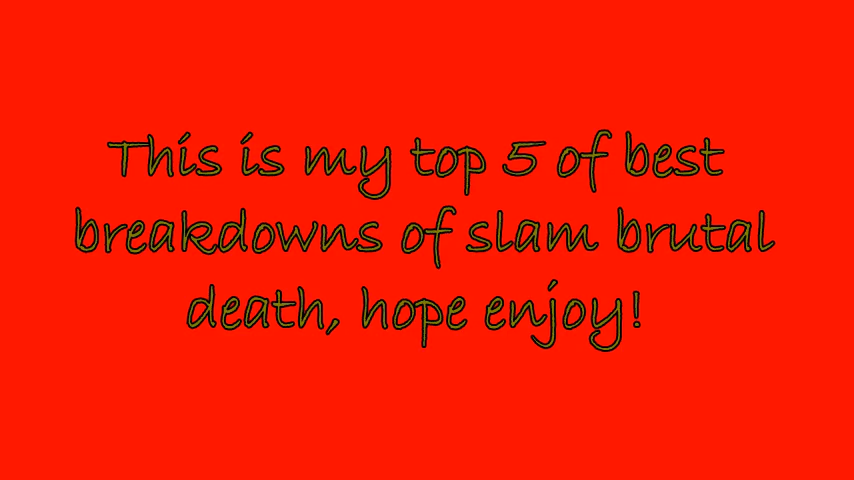 This is my top 5 of best
breakdowns of slam brutal
death, hope enjoy!